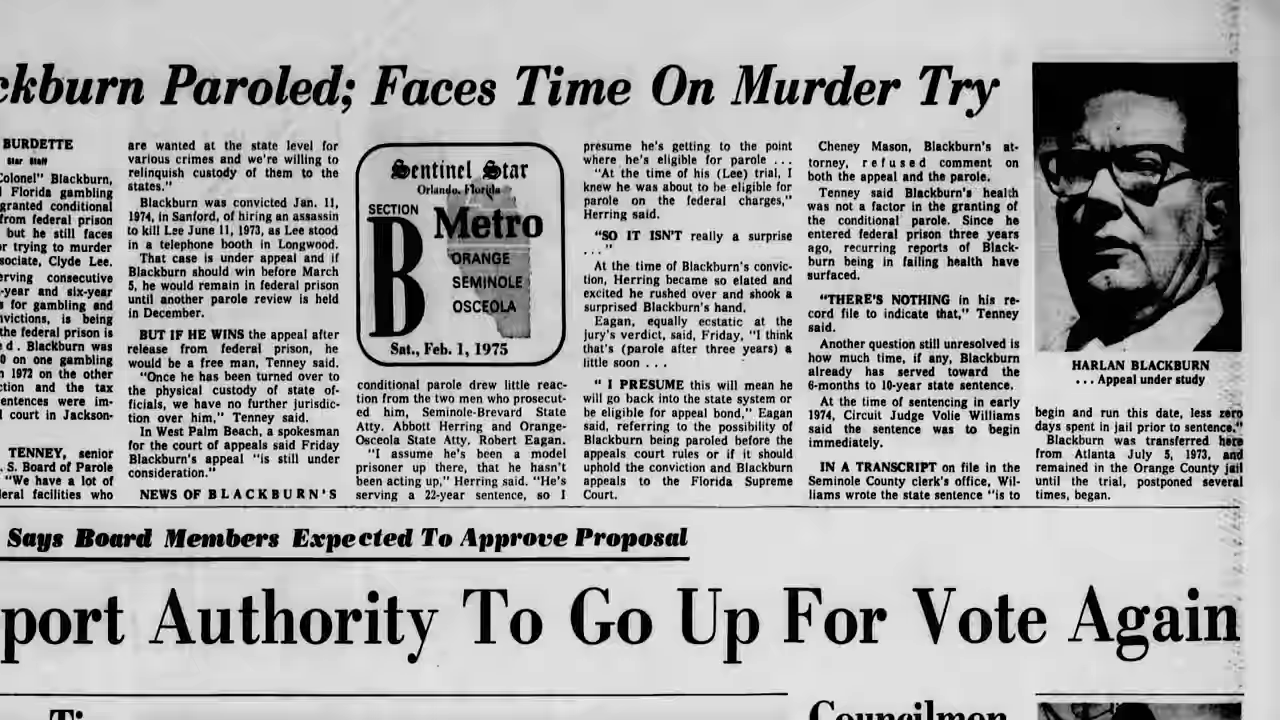 ckburn Paroled; Faces Time On Murder Try
BURDETTE
Star Staff
Colonel" Blackburn,
Florida gambling
granted conditional
from federal prison
but he still faces
or trying to murder
sociate, Clyde Lee.
erving consecutive
-year and six-year
s for gambling and
victions, is being
the federal prison is
e d . Blackburn was
0 on one gambling
n 1972 on the other
ction and the tax
entences were im-
l court in Jackson-
TENNEY, senior
. S. Board of Parole
"We have a lot of
eral facilities who
are wanted at the state level for
various crimes and we're willing to
relinquish custody of them to the
states."
Blackburn was convicted Jan. 11,
1974, in Sanford, of hiring an assassin
to kill Lee June 11, 1973, as Lee stood
in a telephone booth in Longwood.
That case is under appeal and if
Blackburn should win before March
5, he would remain in federal prison
until another parole review is held
in December.
BUT IF HE WINS the appeal after
release from federal prison, he
would be a free man, Tenney said.
"Once he has been turned over to
the physical custody of state of-
ficials, we have no further jurisdic-
tion over him," Tenney said.
In West Palm Beach, a spokesman
for the court of appeals said Friday
Blackburn's appeal "is still under
consideration."
NEWS OF BLACKBURN'S
Sentinel Star
Orlando, Florida
SECTION
B
Metro
ORANGE
SEMINOLE
OSCEOLA
Sat., Feb. 1, 1975
conditional parole drew little reac-
tion from the two men who prosecut-
ed him, Seminole-Brevard State
Atty. Abbott Herring and Orange-
Osceola State Atty. Robert Eagan.
"I assume he's been a model
prisoner up there, that he hasn't
been acting up," Herring said. "He's
serving a 22-year sentence, so I
presume he's getting to the point
where he's eligible for parole ...
"At the time of his (Lee) trial, I
knew he was about to be eligible for
parole on the federal charges,"
Herring said.
"SO IT ISN'T really a surprise
. . ."
At the time of Blackburn's convic-
tion, Herring became so elated and
excited he rushed over and shook a
surprised Blackburn's hand.
Eagan, equally ecstatic at the
jury's verdict, said, Friday, "I think
that's (parole after three years) a
little soon . . .
" I PRESUME this will mean he
will go back into the state system or
be eligible for appeal bond," Eagan
said, referring to the possibility of
Blackburn being paroled before the
appeals court rules or if it should
uphold the conviction and Blackburn
appeals to the Florida Supreme
Court.
Cheney Mason, Blackburn's at-
torney, refused comment on
both the appeal and the parole.
Tenney said Blackburn's health
was not a factor in the granting of
the conditional parole. Since he
entered federal prison three years
ago, recurring reports of Black-
burn being in failing health have
surfaced.
"THERE'S NOTHING in his re-
cord file to indicate that," Tenney
said.
Another question still unresolved is
how much time, if any, Blackburn
already has served toward the
6-months to 10-year state sentence.
At the time of sentencing in early
1974, Circuit Judge Volie Williams
said the sentence was to begin
immediately.
IN A TRANSCRIPT on file in the
Seminole County clerk's office, Wil-
liams wrote the state sentence "is to
HARLAN BLACKBURN
. . . Appeal under study
begin and run this date, less zero
days spent in jail prior to sentence."
Blackburn was transferred here
from Atlanta July 5, 1973, and
remained in the Orange County jail
until the trial, postponed several
times, began.
Says Board Members Expected To Approve Proposal
port Authority To Go Up For Vote Again
Councilmen